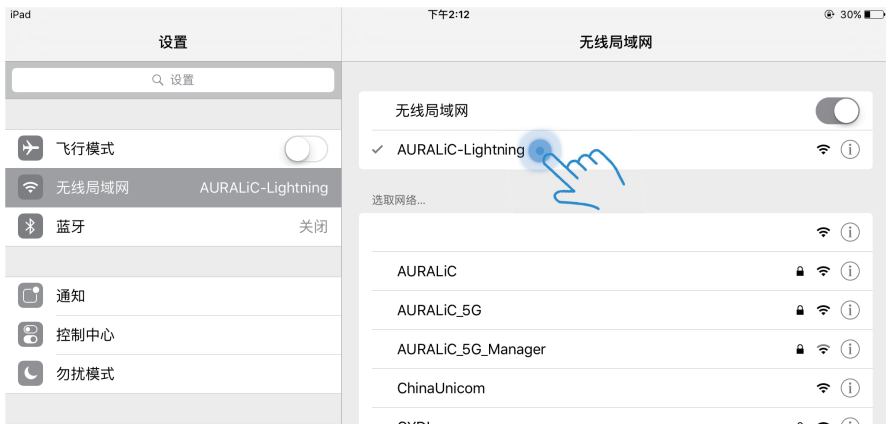 iPad 下午2:12 30%
设置 无线局域网
设置
无线局域网
飞行模式
AURALiC-Lightning
无线局域网 AURALiC-Lightning
选取网络...
蓝牙 关闭
AURALiC
通知
AURALiC_5G
控制中心
AURALiC_5G_Manager
勿扰模式
ChinaUnicom